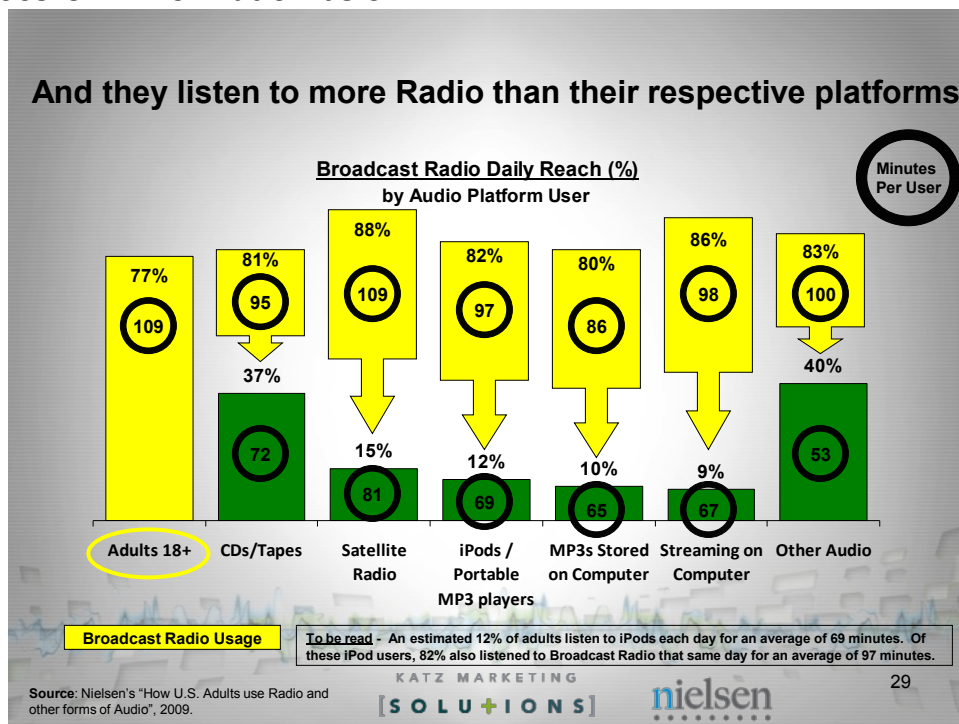 And they listen to more Radio than their respective platforms
Minutes
Per User
Broadcast Radio Daily Reach (%)
by Audio Platform User
77%
109
81%
95
88%
109
82%
97
80%
86
86%
98
83%
100
37%
72
15%
81
12%
69
10%
65
9%
67
40%
53
Adults 18+
CDs/Tapes
Satellite
Radio
iPods /
Portable
MP3 players
MP3s Stored
on Computer
Streaming on
Computer
Other Audio
Broadcast Radio Usage
To be read - An estimated 12% of adults listen to iPods each day for an average of 69 minutes. Of
these iPod users, 82% also listened to Broadcast Radio that same day for an average of 97 minutes.
Source: Nielsen's “How U.S. Adults use Radio and
other forms of Audio”, 2009.
KATZ MARKETING
[SOLU+IONS]
nielsen
29